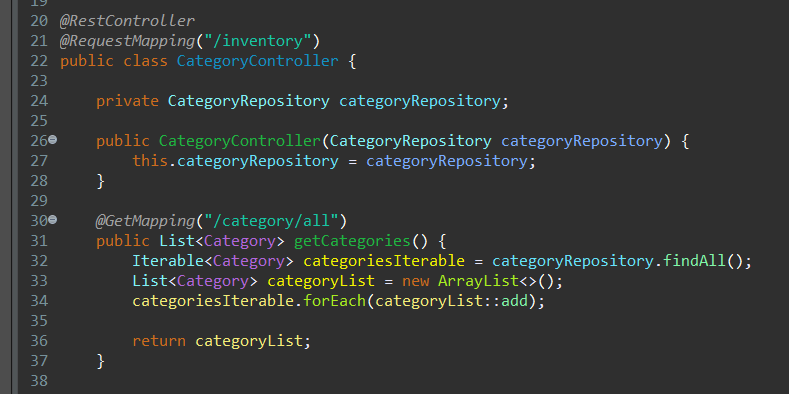 19
20 @RestController
21 @RequestMapping("/inventory")
22 public class CategoryController {
23
24     private CategoryRepository categoryRepository;
25
26     public CategoryController(CategoryRepository categoryRepository) {
27         this.categoryRepository = categoryRepository;
28     }
29
30     @GetMapping("/category/all")
31     public List<Category> getCategories() {
32         Iterable<Category> categoriesIterable = categoryRepository.findAll();
33         List<Category> categoryList = new ArrayList<>();
34         categoriesIterable.forEach(categoryList::add);
35
36         return categoryList;
37     }
38